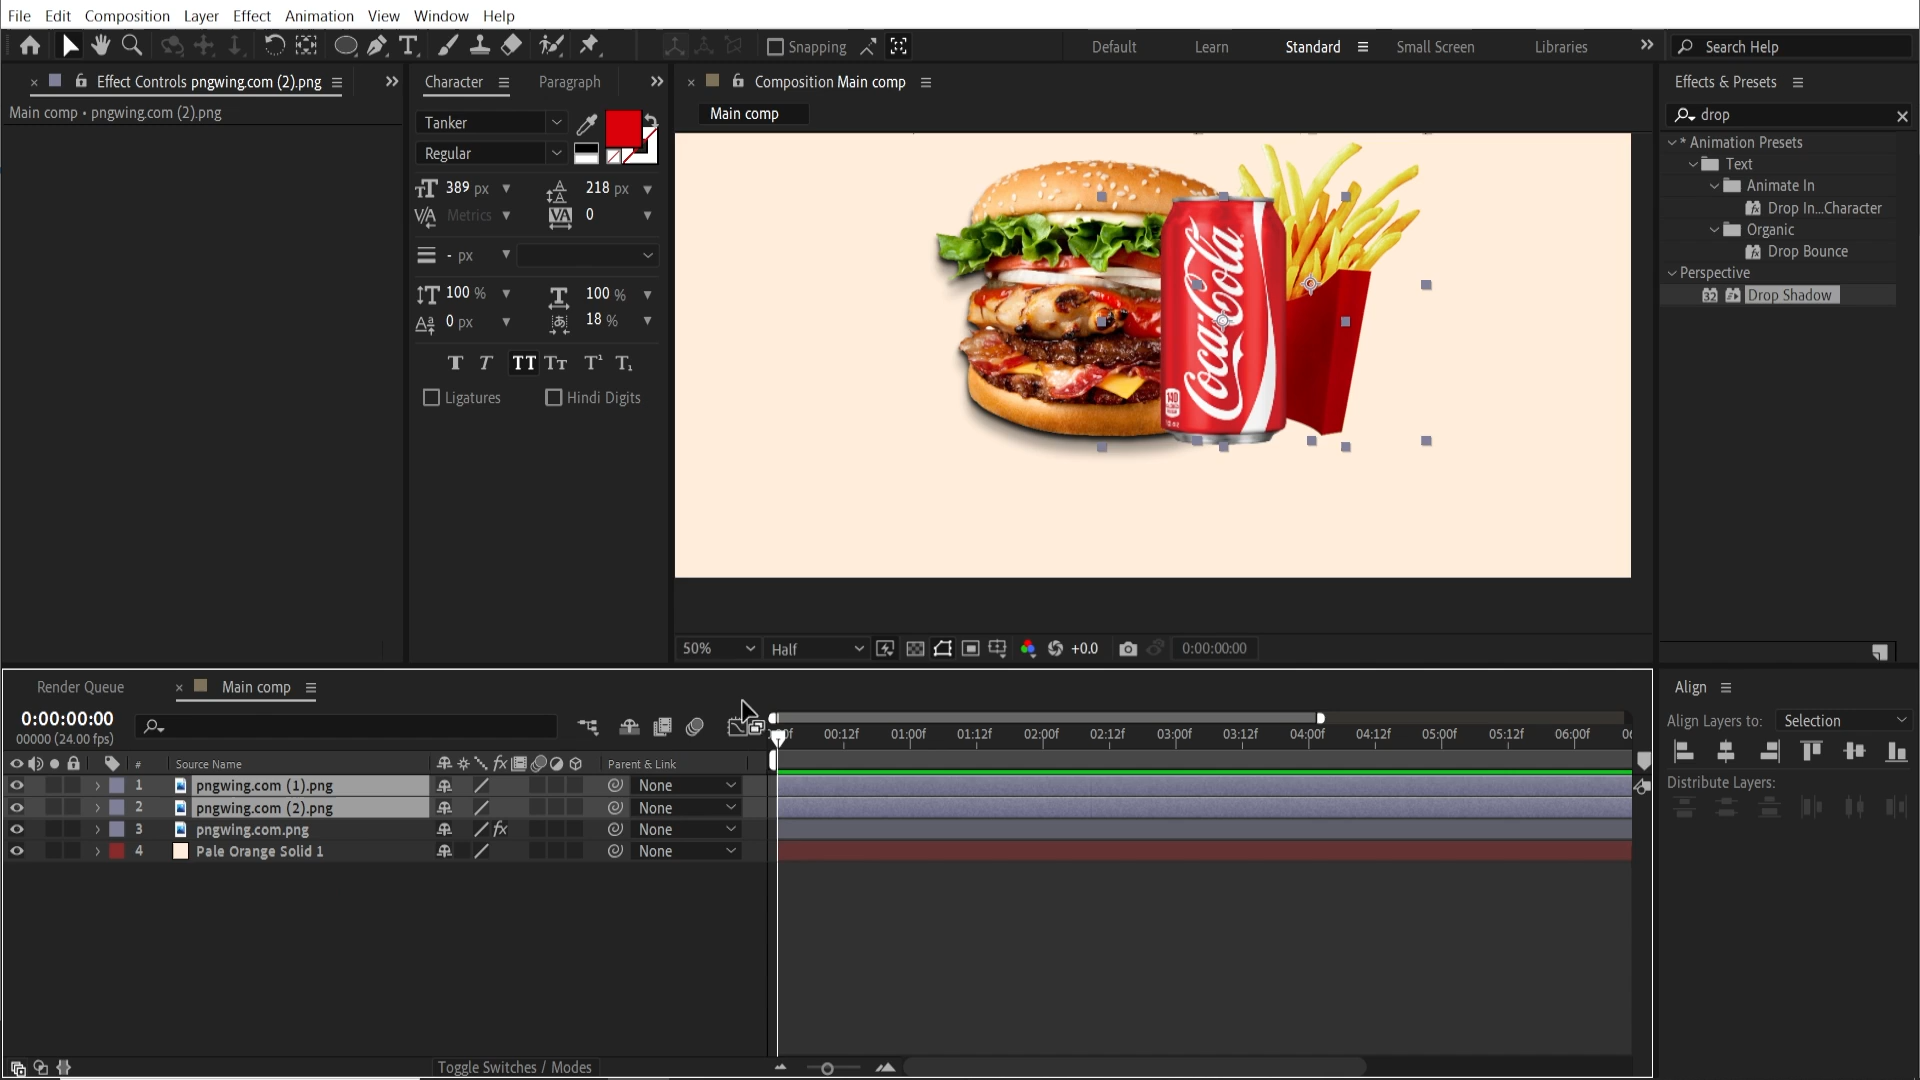 File Edit Composition Layer Effect Animation View Window Help
Snapping
Default Learn Standard Small Screen Libraries
Search Help
Effect Controls pngwing.com (2).png
Main comp • pngwing.com (2).png
Character Paragraph
Tanker
Regular
389 px 218 px
Metrics 0
- px
100 % 100 %
0 px 18 %
Ligatures Hindi Digits
Composition Main comp
Main comp
Coca-Cola
140
50% Half +0.0 0:00:00:00
Effects & Presets
drop
* Animation Presets
Text
Animate In
Drop In...Character
Organic
Drop Bounce
Perspective
32 Drop Shadow
Render Queue Main comp
0:00:00:00
00000 (24.00 fps)
00:12f 01:00f 01:12f 02:00f 02:12f 03:00f 03:12f 04:00f 04:12f 05:00f 05:12f 06:00f
# Source Name fx Parent & Link
1 pngwing.com (1).png None
2 pngwing.com (2).png None
3 pngwing.com.png fx None
4 Pale Orange Solid 1 None
Toggle Switches / Modes
Align
Align Layers to: Selection
Distribute Layers: